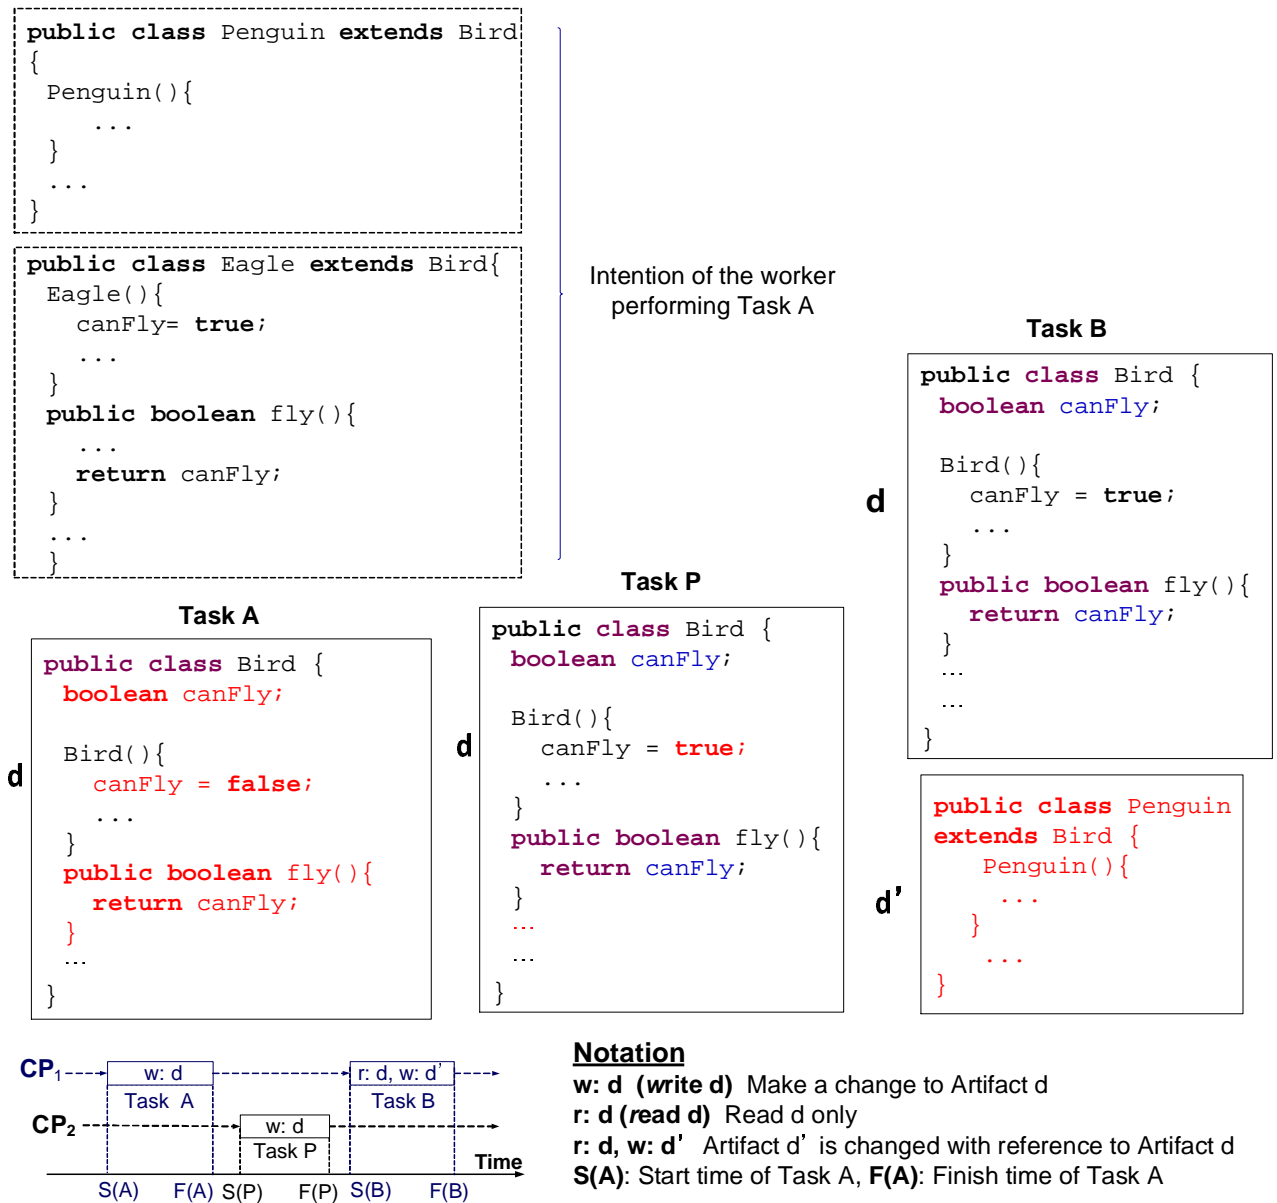 public class Penguin extends Bird
{
Penguin(){
...
}
...
}
public class Eagle extends Bird{
Eagle(){
canFly= true;
...
}
public boolean fly(){
...
return canFly;
}
...
}
Intention of the worker
performing Task A
Task A
d
public class Bird {
boolean canFly;
Bird(){
canFly = false;
...
}
public boolean fly(){
return canFly;
}
...
}
Task P
d
public class Bird {
boolean canFly;
Bird(){
canFly = true;
...
}
public boolean fly(){
return canFly;
}
...
...
}
Task B
d
public class Bird {
boolean canFly;
Bird(){
canFly = true;
...
}
public boolean fly(){
return canFly;
}
...
...
}
d'
public class Penguin
extends Bird {
Penguin(){
...
}
...
}
CP1
w: d
Task A
r: d, w: d'
Task B
CP2
w: d
Task P
Time
S(A) F(A) S(P) F(P) S(B) F(B)
Notation
w: d (write d) Make a change to Artifact d
r: d (read d) Read d only
r: d, w: d' Artifact d' is changed with reference to Artifact d
S(A): Start time of Task A, F(A): Finish time of Task A